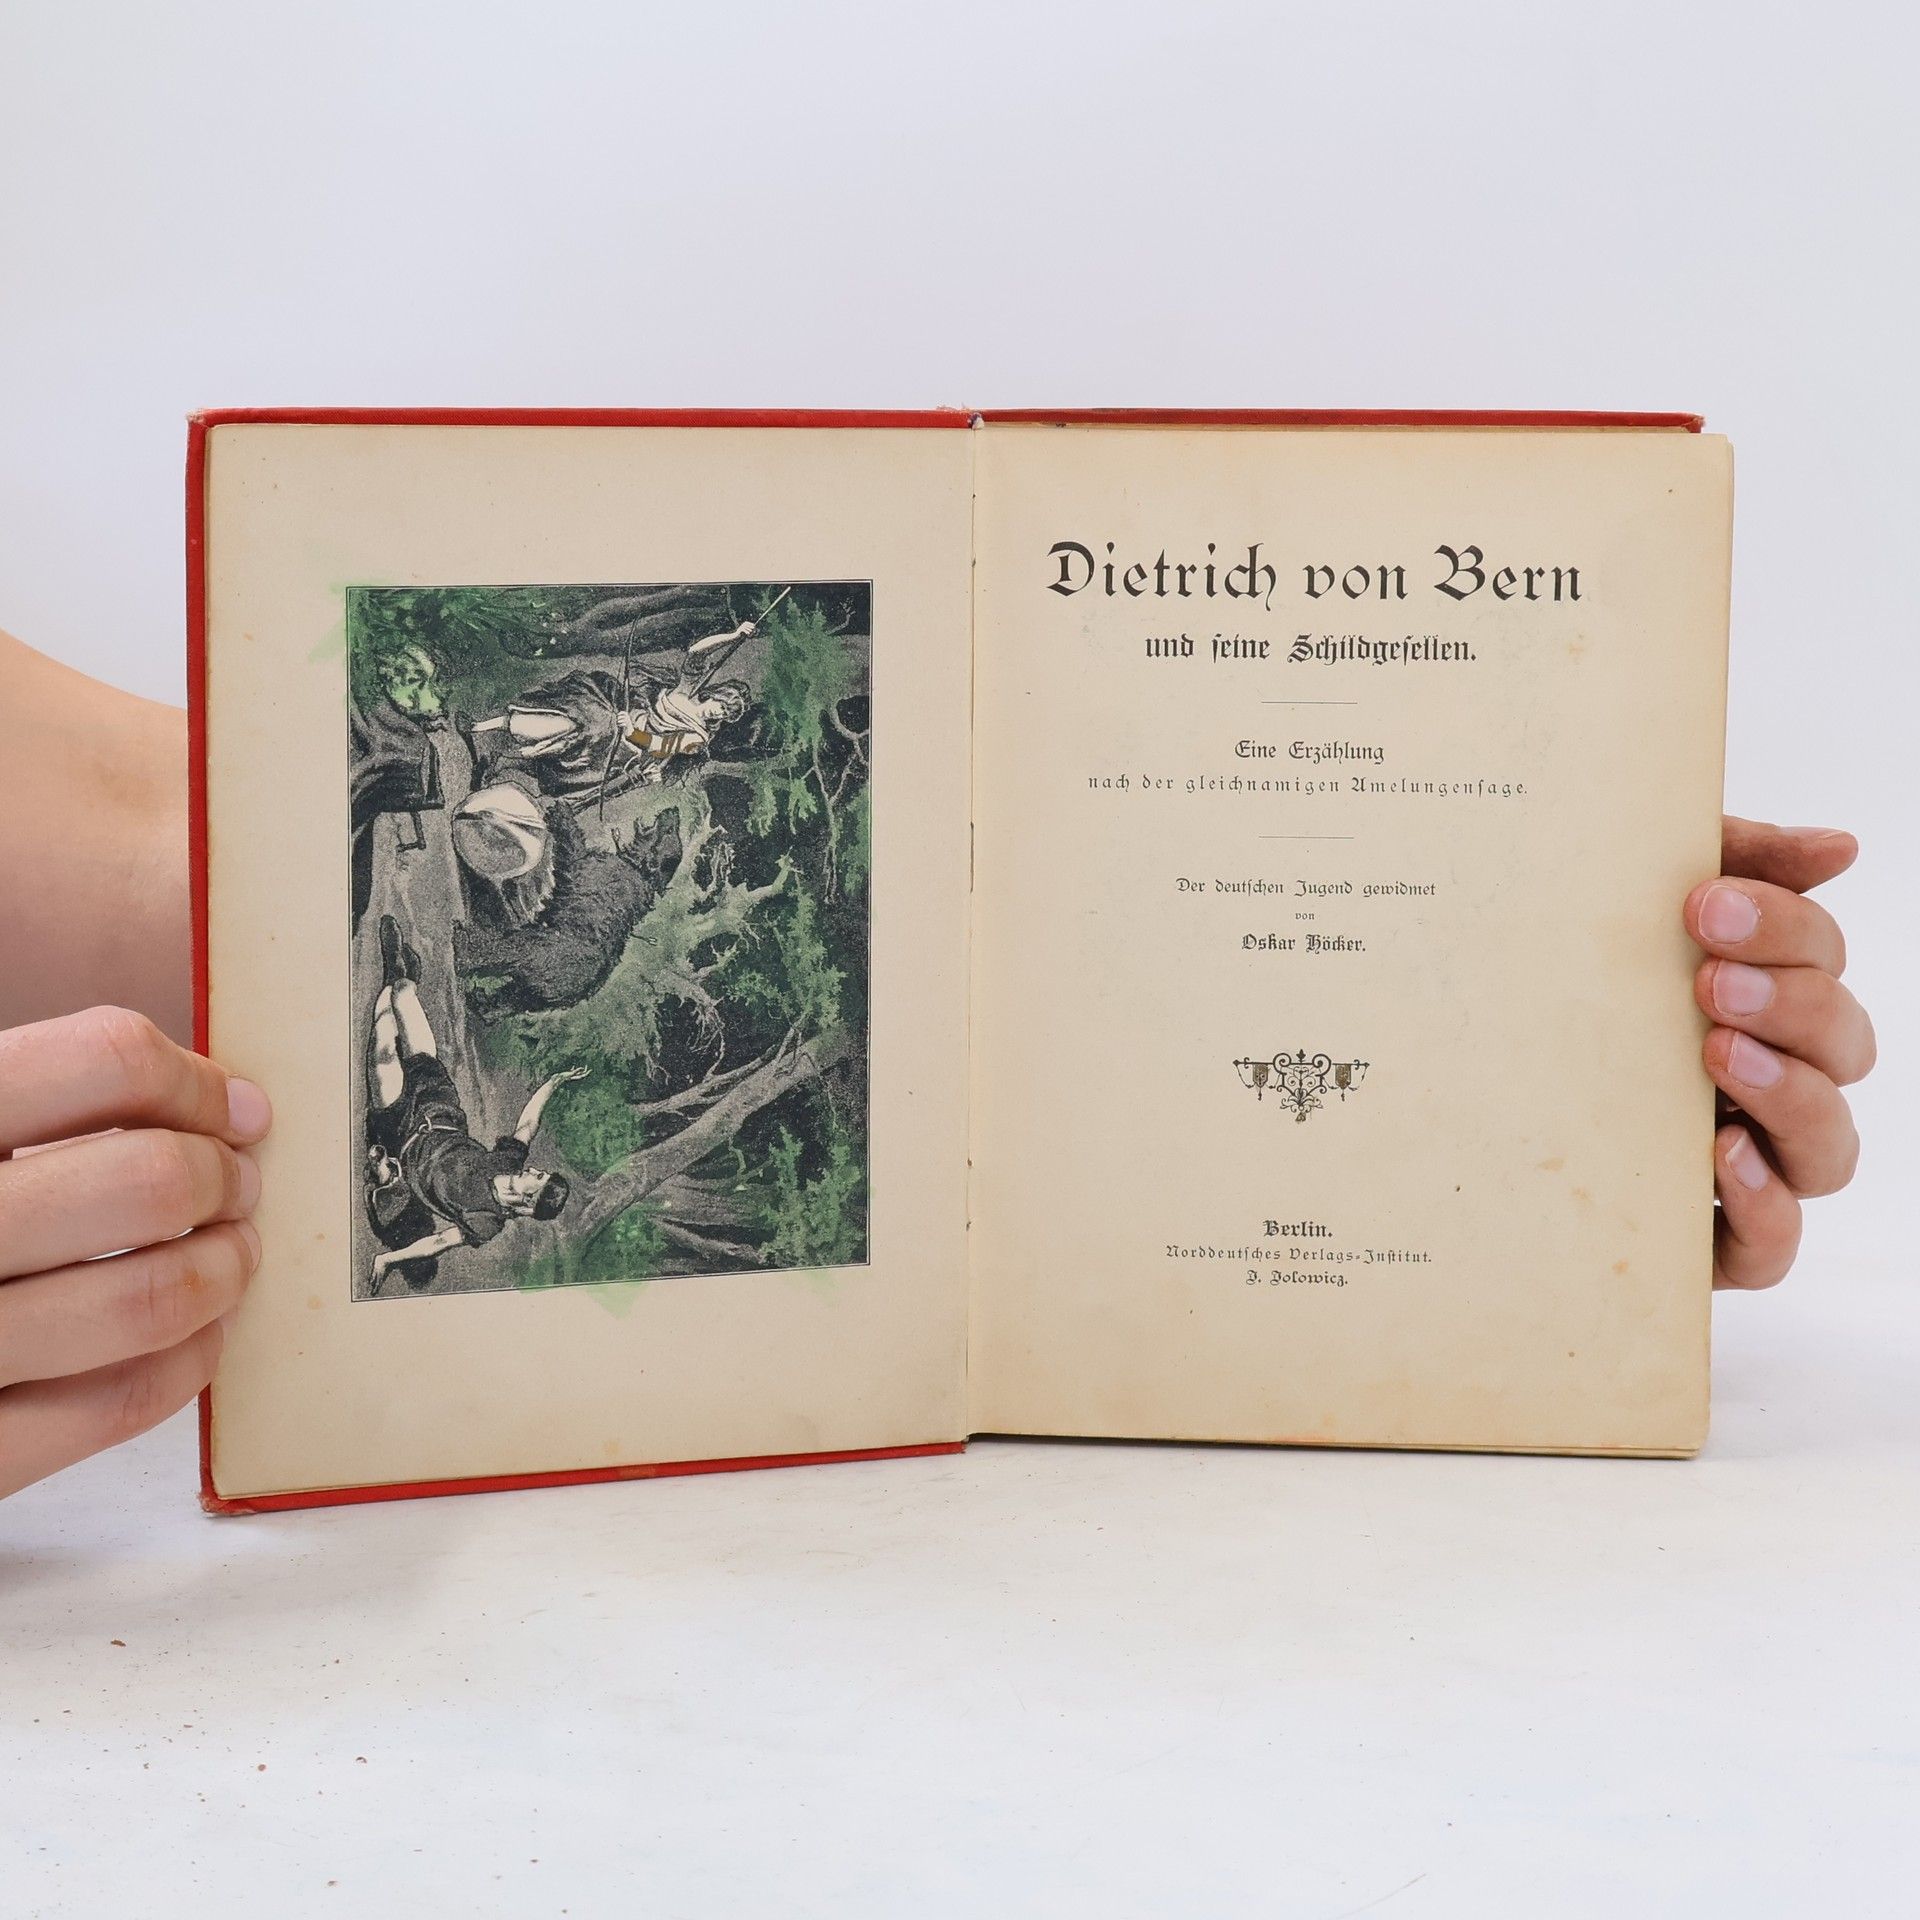 Dietrich von Bern
und ſeine Schildgeſellen.
Eine Erzählung
nach der gleichnamigen Amelungenſage.
Der deutſchen Jugend gewidmet
von
Oskar Höcker.
Berlin.
Norddeutſches Verlags-Inſtitut.
J. Jolowicz.